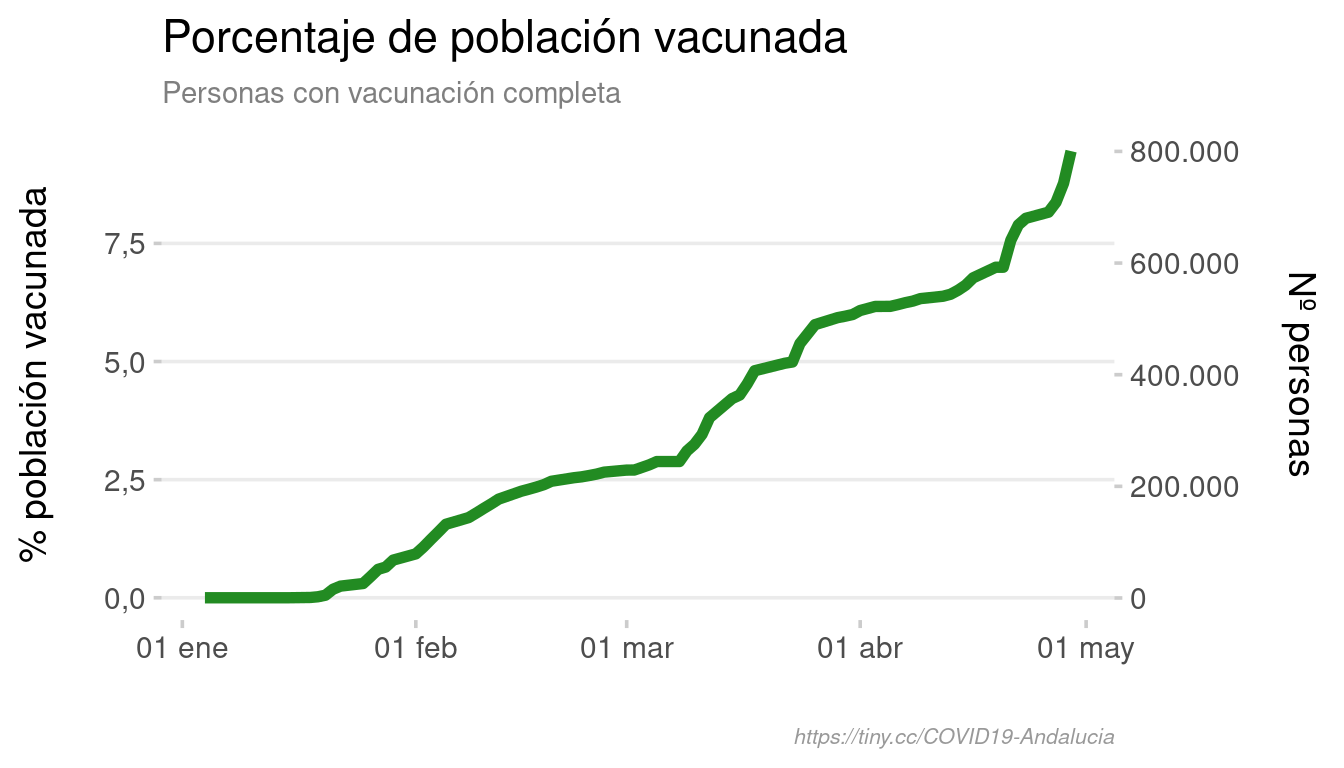 Porcentaje de población vacunada
Personas con vacunación completa
% población vacunada
7,5
5,0
2,5
0,0
800.000
600.000
400.000
200.000
0
Nº personas
01 ene
01 feb
01 mar
01 abr
01 may
https://tiny.cc/COVID19-Andalucia